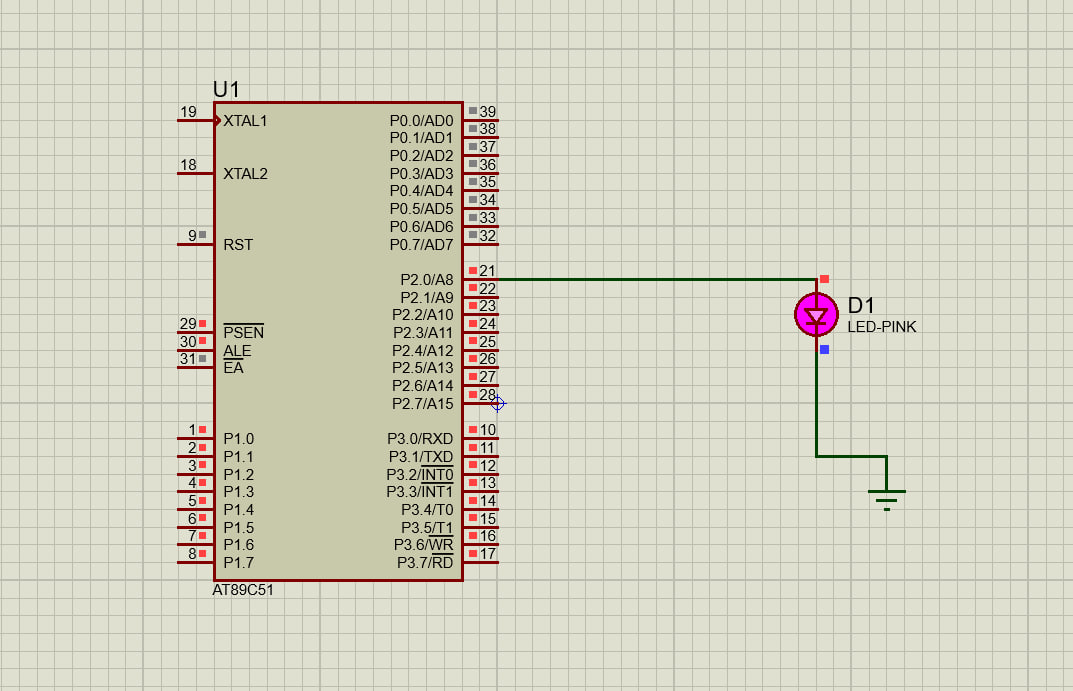 U1
19 XTAL1
18 XTAL2
9 RST
29 PSEN
30 ALE
31 EA
1 P1.0
2 P1.1
3 P1.2
4 P1.3
5 P1.4
6 P1.5
7 P1.6
8 P1.7
P0.0/AD0 39
P0.1/AD1 38
P0.2/AD2 37
P0.3/AD3 36
P0.4/AD4 35
P0.5/AD5 34
P0.6/AD6 33
P0.7/AD7 32
P2.0/A8 21
P2.1/A9 22
P2.2/A10 23
P2.3/A11 24
P2.4/A12 25
P2.5/A13 26
P2.6/A14 27
P2.7/A15 28
P3.0/RXD 10
P3.1/TXD 11
P3.2/INT0 12
P3.3/INT1 13
P3.4/T0 14
P3.5/T1 15
P3.6/WR 16
P3.7/RD 17
AT89C51
D1
LED-PINK